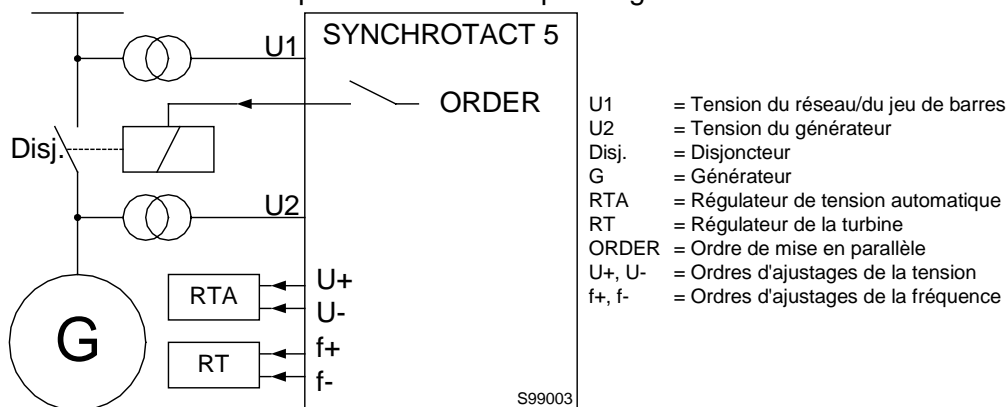 SYNCHROTACT 5
U1
ORDER
Disj.
U2
U+
RTA
U-
G
f+
RT
f-
S99003
U1 = Tension du réseau/du jeu de barres
U2 = Tension du générateur
Disj. = Disjoncteur
G = Générateur
RTA = Régulateur de tension automatique
RT = Régulateur de la turbine
ORDER = Ordre de mise en parallèle
U+, U- = Ordres d'ajustages de la tension
f+, f- = Ordres d'ajustages de la fréquence